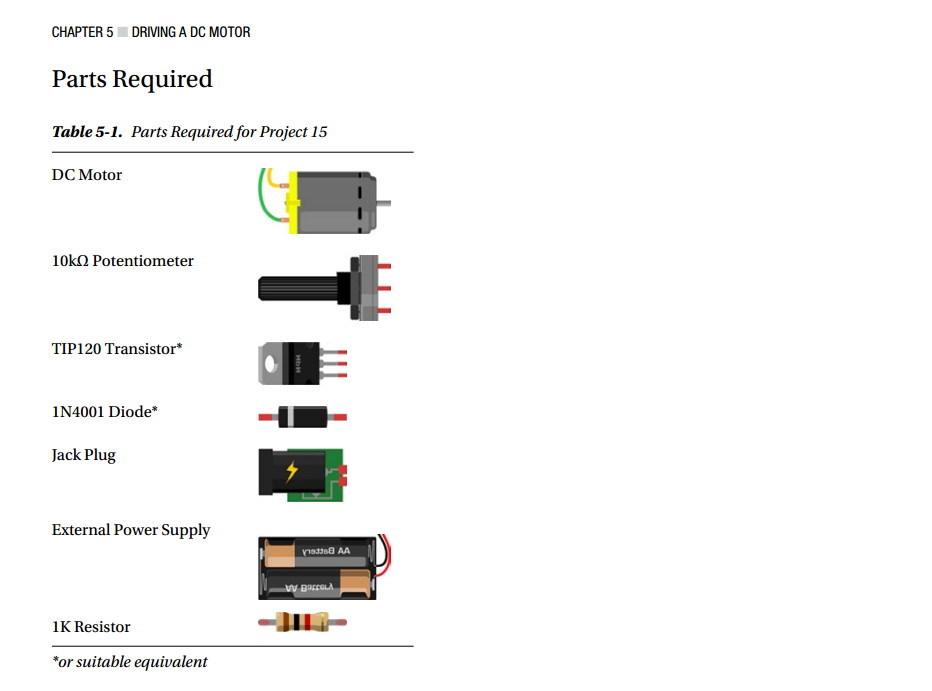 CHAPTER 5 ■ DRIVING A DC MOTOR
Parts Required
Table 5-1. Parts Required for Project 15
DC Motor
10kΩ Potentiometer
TIP120 Transistor*
1N4001 Diode*
Jack Plug
External Power Supply
AA Battery
AA Battery
1K Resistor
*or suitable equivalent